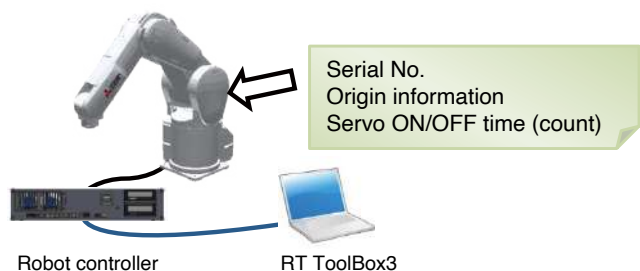 Serial No.
Origin information
Servo ON/OFF time (count)
Robot controller
RT ToolBox3